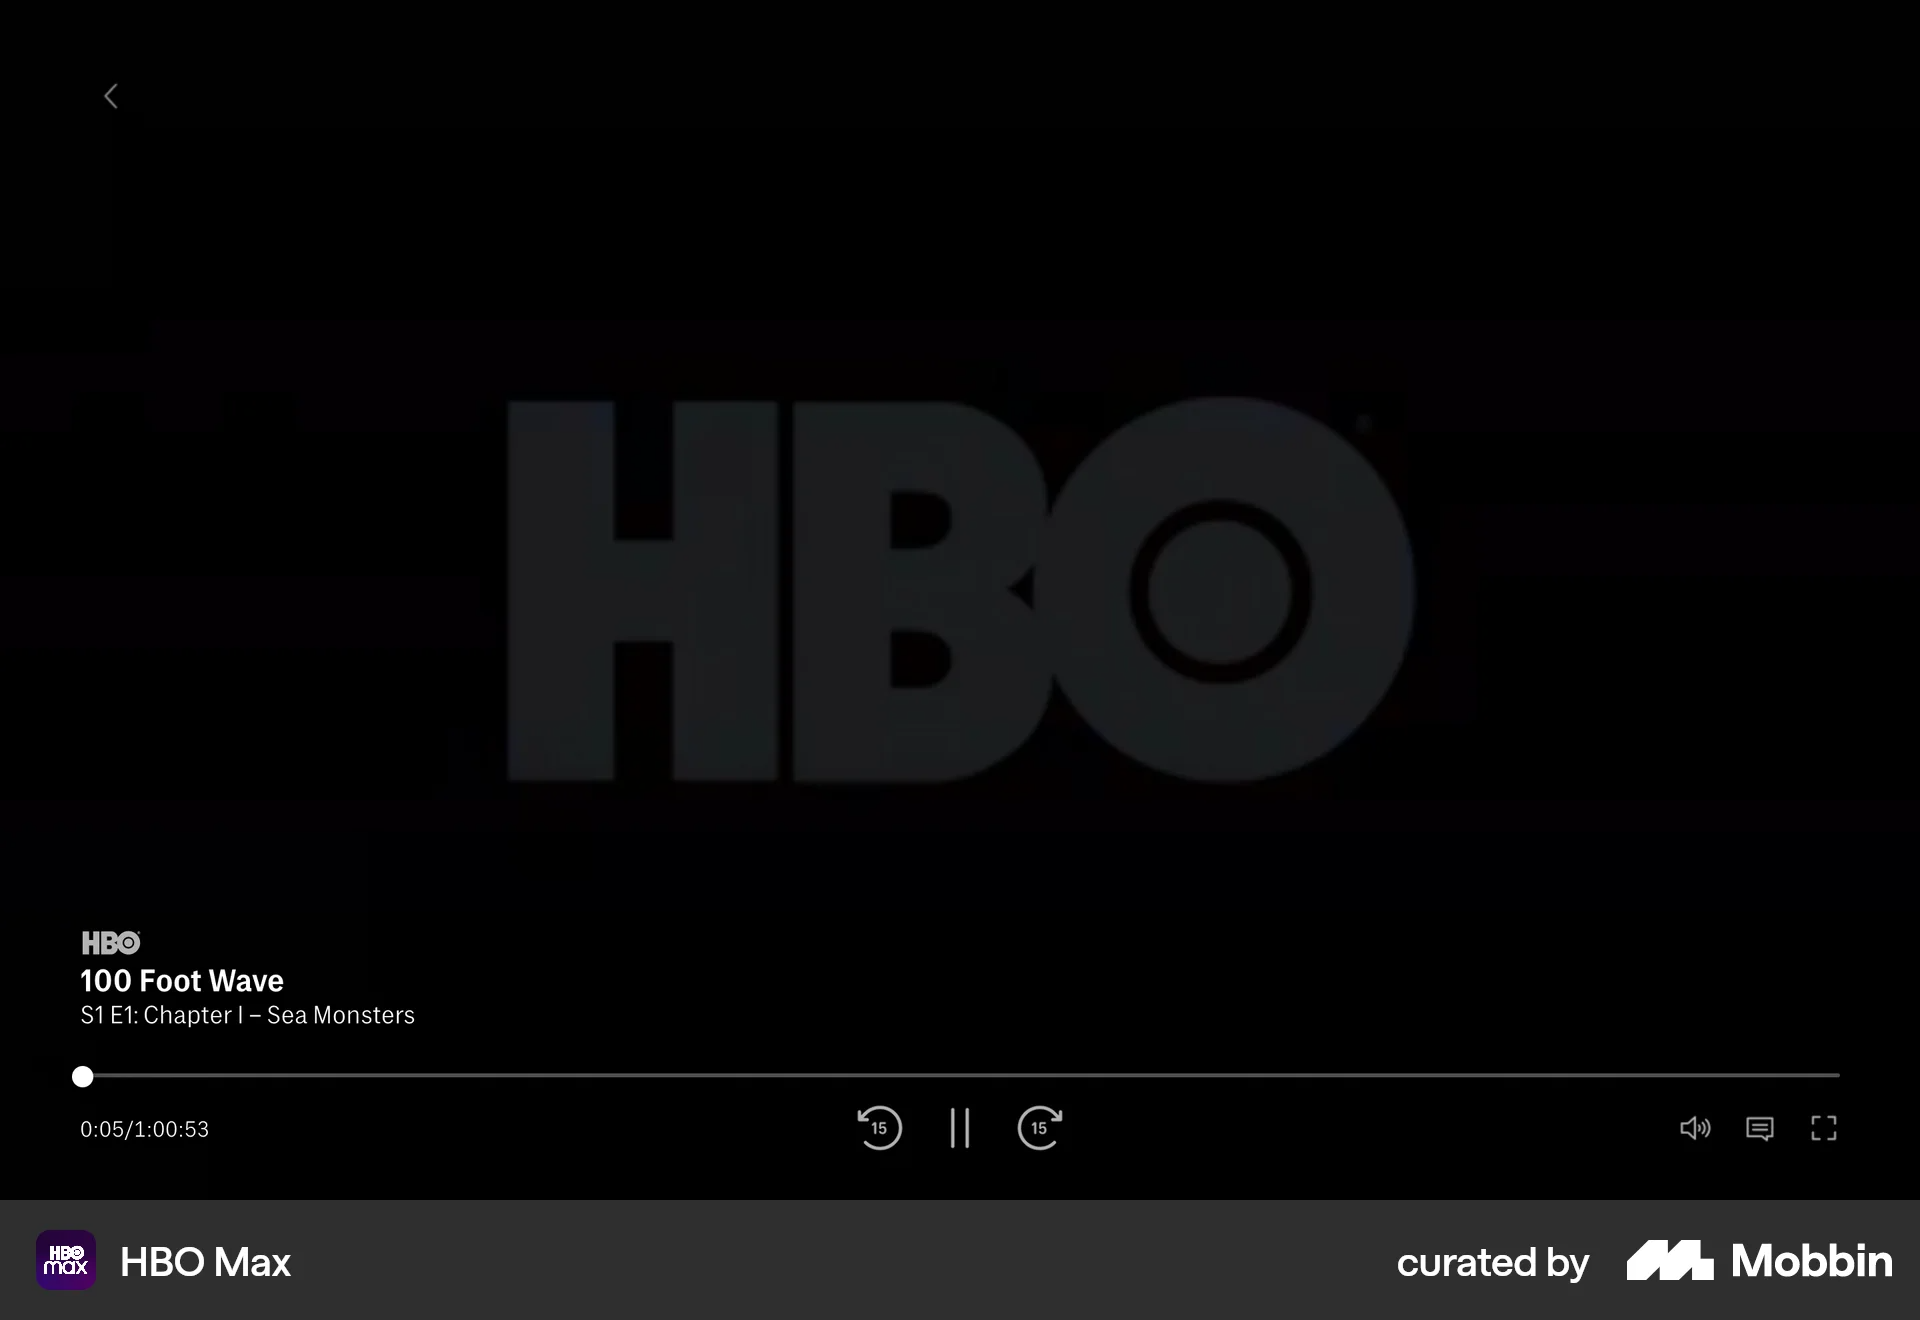 HBO
HBO
100 Foot Wave
S1 E1: Chapter I – Sea Monsters
0:05/1:00:53
15
15
HBO max
HBO Max
curated by Mobbin